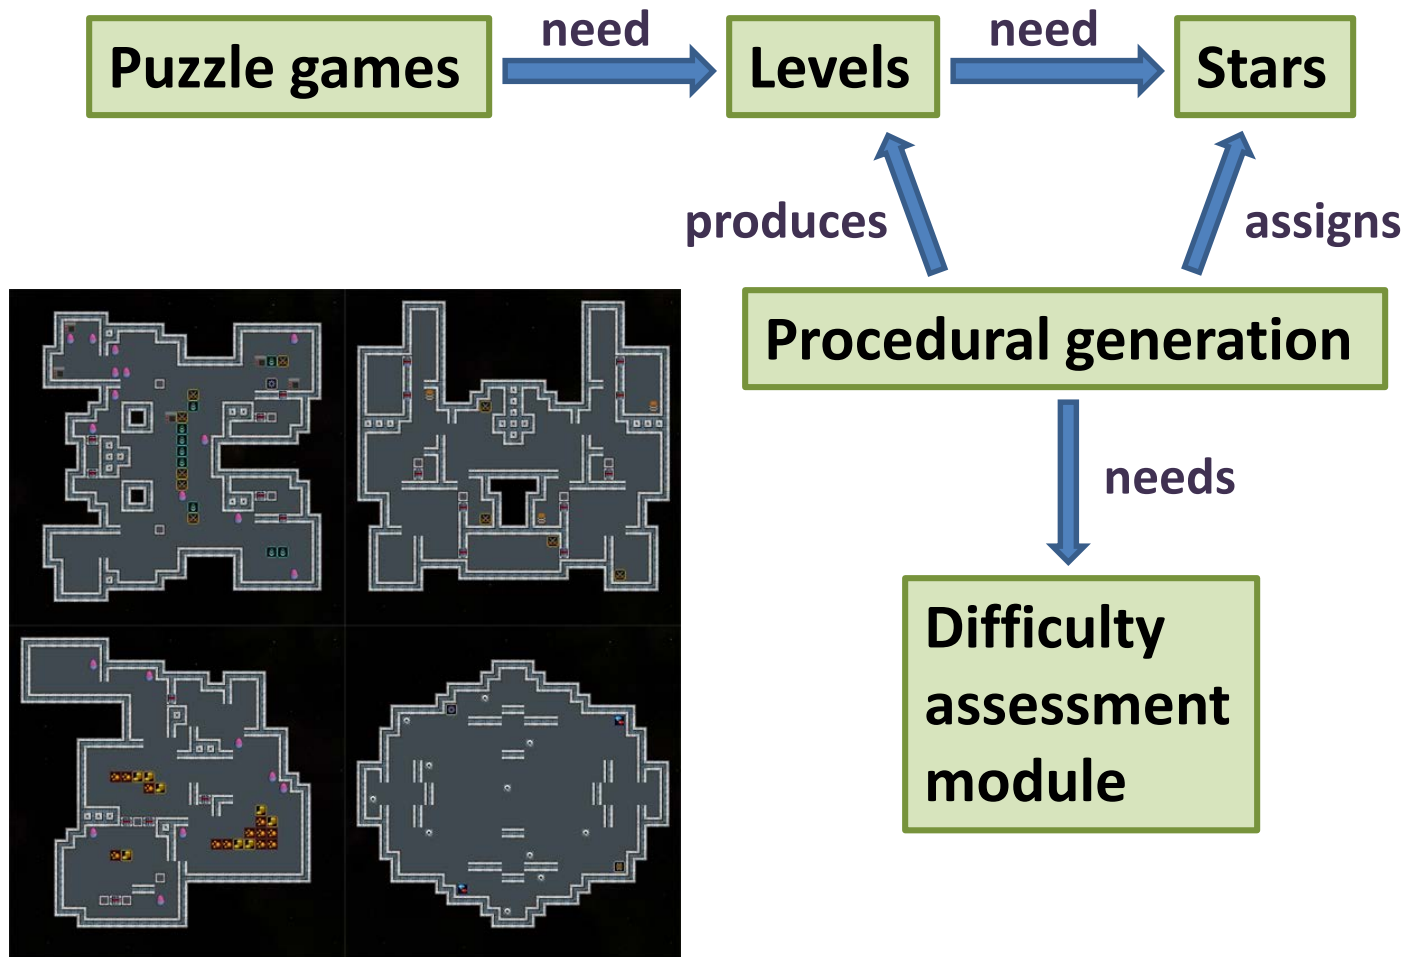 Puzzle games
need
Levels
need
Stars
produces
assigns
Procedural generation
needs
Difficulty
assessment
module